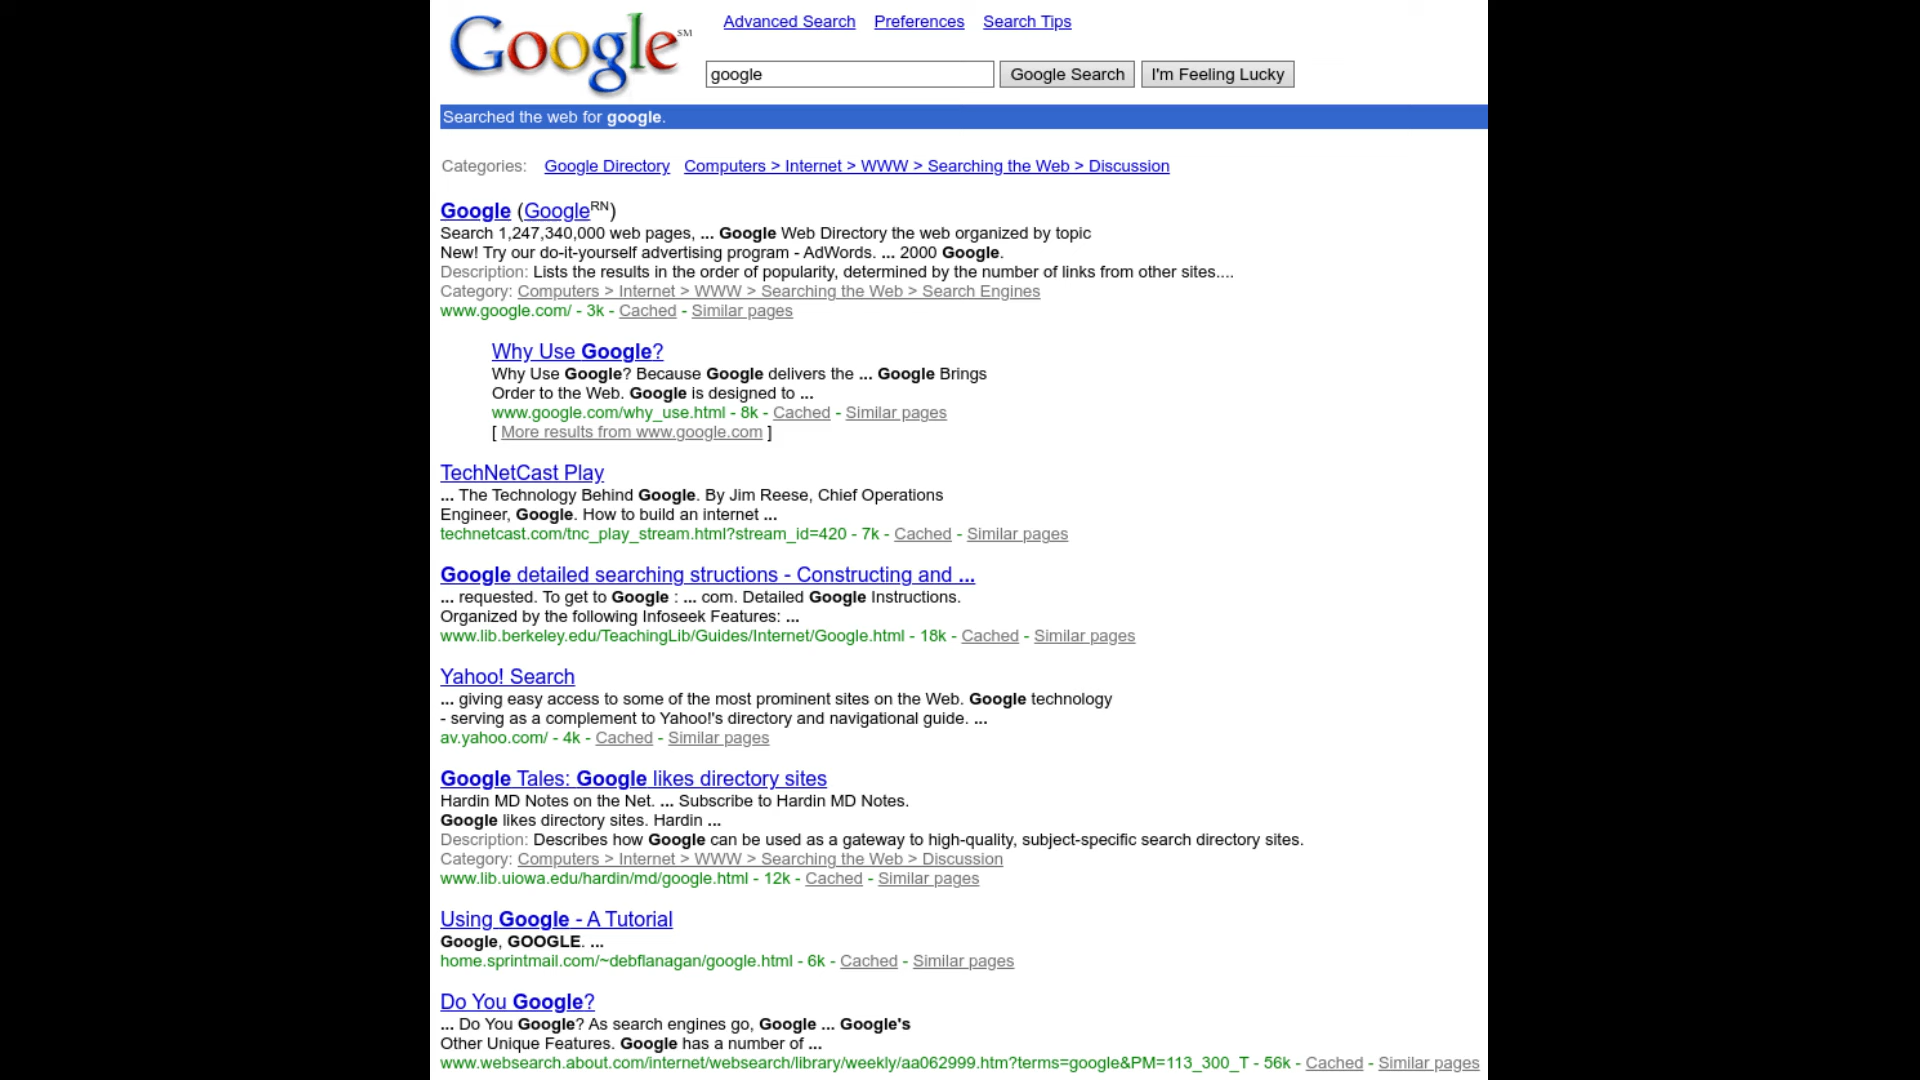 Google SM
Advanced Search Preferences Search Tips
google Google Search I'm Feeling Lucky
Searched the web for google.
Categories: Google Directory Computers > Internet > WWW > Searching the Web > Discussion
Google (GoogleRN)
Search 1,247,340,000 web pages, ... Google Web Directory the web organized by topic
New! Try our do-it-yourself advertising program - AdWords. ... 2000 Google.
Description: Lists the results in the order of popularity, determined by the number of links from other sites....
Category: Computers > Internet > WWW > Searching the Web > Search Engines
www.google.com/ - 3k - Cached - Similar pages
Why Use Google?
Why Use Google? Because Google delivers the ... Google Brings
Order to the Web. Google is designed to ...
www.google.com/why_use.html - 8k - Cached - Similar pages
[ More results from www.google.com ]
TechNetCast Play
... The Technology Behind Google. By Jim Reese, Chief Operations
Engineer, Google. How to build an internet ...
technetcast.com/tnc_play_stream.html?stream_id=420 - 7k - Cached - Similar pages
Google detailed searching structions - Constructing and ...
... requested. To get to Google : ... com. Detailed Google Instructions.
Organized by the following Infoseek Features: ...
www.lib.berkeley.edu/TeachingLib/Guides/Internet/Google.html - 18k - Cached - Similar pages
Yahoo! Search
... giving easy access to some of the most prominent sites on the Web. Google technology
- serving as a complement to Yahoo!'s directory and navigational guide. ...
av.yahoo.com/ - 4k - Cached - Similar pages
Google Tales: Google likes directory sites
Hardin MD Notes on the Net. ... Subscribe to Hardin MD Notes.
Google likes directory sites. Hardin ...
Description: Describes how Google can be used as a gateway to high-quality, subject-specific search directory sites.
Category: Computers > Internet > WWW > Searching the Web > Discussion
www.lib.uiowa.edu/hardin/md/google.html - 12k - Cached - Similar pages
Using Google - A Tutorial
Google, GOOGLE. ...
home.sprintmail.com/~debflanagan/google.html - 6k - Cached - Similar pages
Do You Google?
... Do You Google? As search engines go, Google ... Google's
Other Unique Features. Google has a number of ...
www.websearch.about.com/internet/websearch/library/weekly/aa062999.htm?terms=google&PM=113_300_T - 56k - Cached - Similar pages